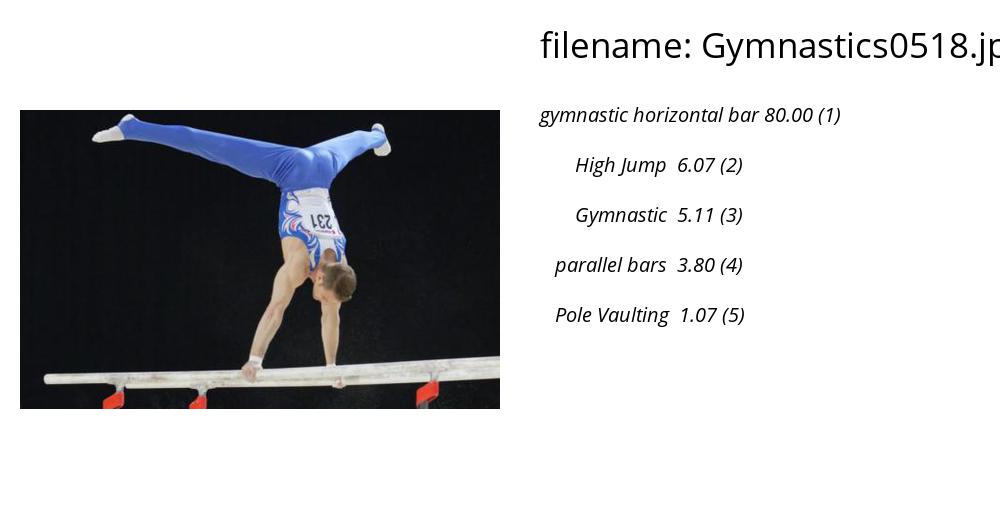 filename: Gymnastics0518.jp
gymnastic horizontal bar 80.00 (1)
High Jump 6.07 (2)
Gymnastic 5.11 (3)
parallel bars 3.80 (4)
Pole Vaulting 1.07 (5)
231